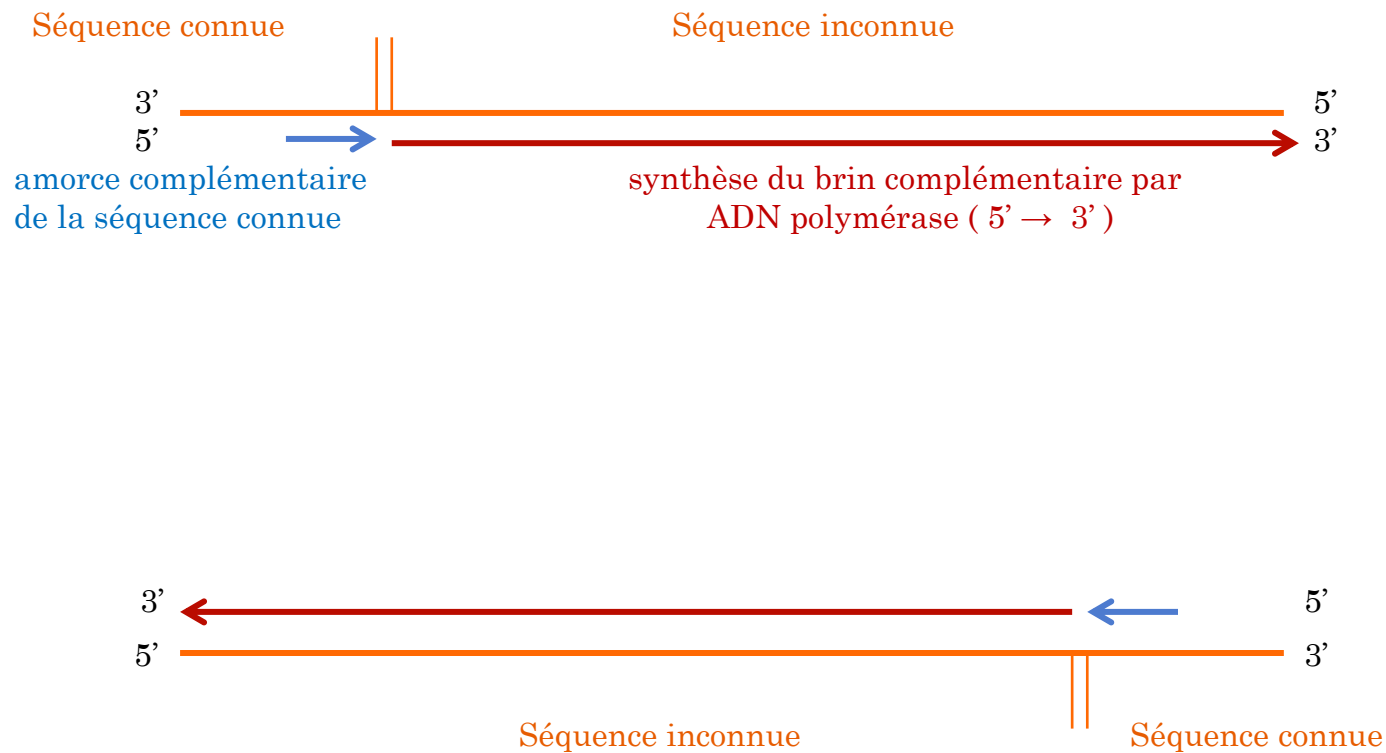 Séquence connue
Séquence inconnue
3’
5’
5’
3’
amorce complémentaire
de la séquence connue
synthèse du brin complémentaire par
ADN polymérase ( 5’ → 3’ )
3’
5’
5’
3’
Séquence inconnue
Séquence connue